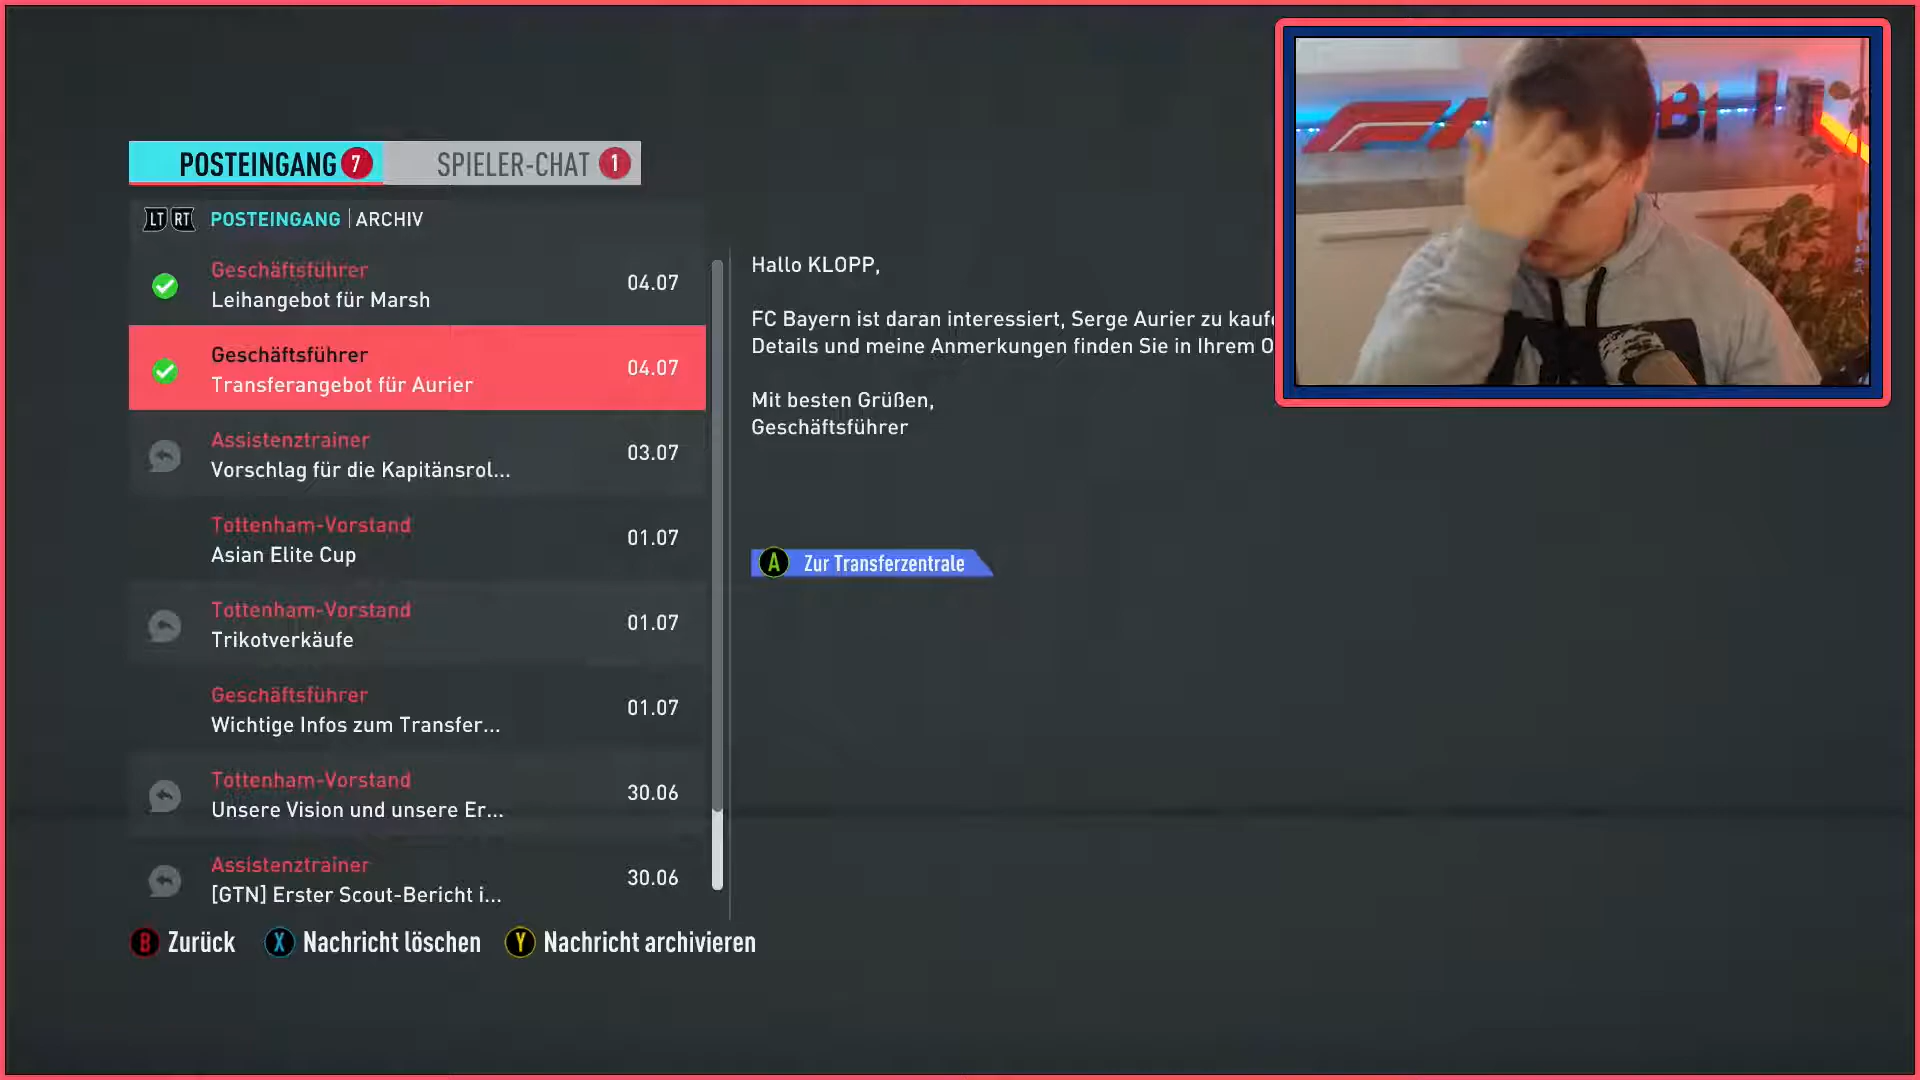 POSTEINGANG 7
SPIELER-CHAT 1
LT RT POSTEINGANG | ARCHIV
Geschäftsführer
Leihangebot für Marsh
04.07
Geschäftsführer
Transferangebot für Aurier
04.07
Assistenztrainer
Vorschlag für die Kapitänsrol...
03.07
Tottenham-Vorstand
Asian Elite Cup
01.07
Tottenham-Vorstand
Trikotverkäufe
01.07
Geschäftsführer
Wichtige Infos zum Transfer...
01.07
Tottenham-Vorstand
Unsere Vision und unsere Er...
30.06
Assistenztrainer
[GTN] Erster Scout-Bericht i...
30.06
Hallo KLOPP,
FC Bayern ist daran interessiert, Serge Aurier zu kaufe
Details und meine Anmerkungen finden Sie in Ihrem O
Mit besten Grüßen,
Geschäftsführer
A Zur Transferzentrale
B Zurück X Nachricht löschen Y Nachricht archivieren